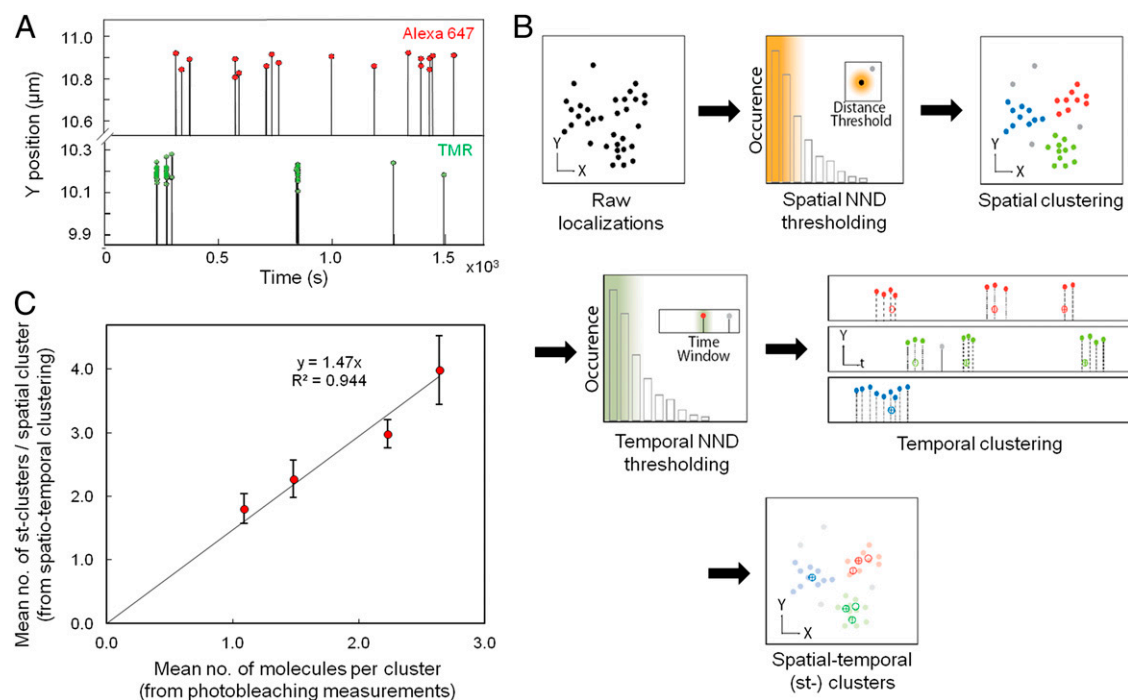 A
Alexa 647
11.0
10.9
10.8
10.6
TMR
10.3
10.1
9.9
Y position (µm)
0.5
1.0
1.5
x10³
Time (s)
B
Y
X
Raw
localizations
Occurence
Distance
Threshold
Spatial NND
thresholding
Y
X
Spatial clustering
Occurence
Time
Window
Temporal NND
thresholding
Y
t
Temporal clustering
Y
X
Spatial-temporal
(st-) clusters
C
4.0
3.0
2.0
1.0
0.0
Mean no. of st-clusters / spatial cluster
(from spatio-temporal clustering)
y = 1.47x
R² = 0.944
0.0
1.0
2.0
3.0
Mean no. of molecules per cluster
(from photobleaching measurements)